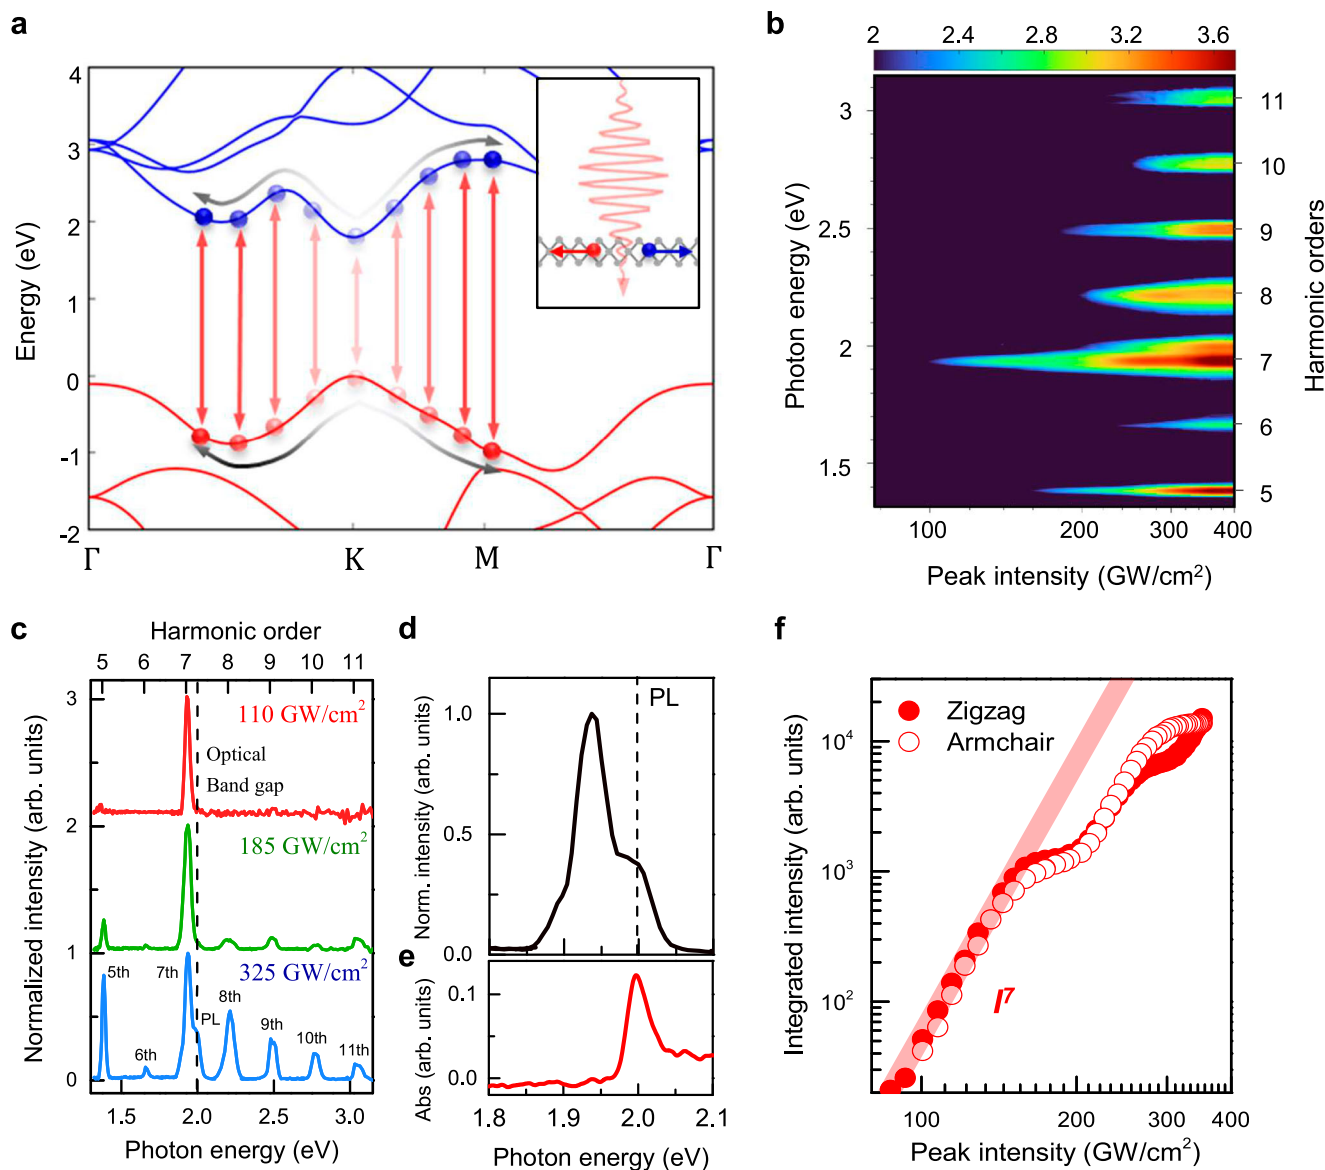 a
4
3
2
1
0
-1
-2
Energy (eV)
Γ
K
M
Γ
b
2
2.4
2.8
3.2
3.6
3
2.5
2
1.5
Photon energy (eV)
11
10
9
8
7
6
5
Harmonic orders
100
200
300
400
Peak intensity (GW/cm²)
c
Harmonic order
5 6 7 8 9 10 11
3
2
1
0
Normalized intensity (arb. units)
110 GW/cm²
Optical
Band gap
185 GW/cm²
325 GW/cm²
5th
6th
7th
PL
8th
9th
10th
11th
1.5 2.0 2.5 3.0
Photon energy (eV)
d
1.0
0.5
0.0
Norm. intensity (arb. units)
PL
e
0.1
0.0
Abs (arb. units)
1.8 1.9 2.0 2.1
Photon energy (eV)
f
Zigzag
Armchair
10⁴
10³
10²
Integrated intensity (arb. units)
I⁷
100 200 300 400
Peak intensity (GW/cm²)